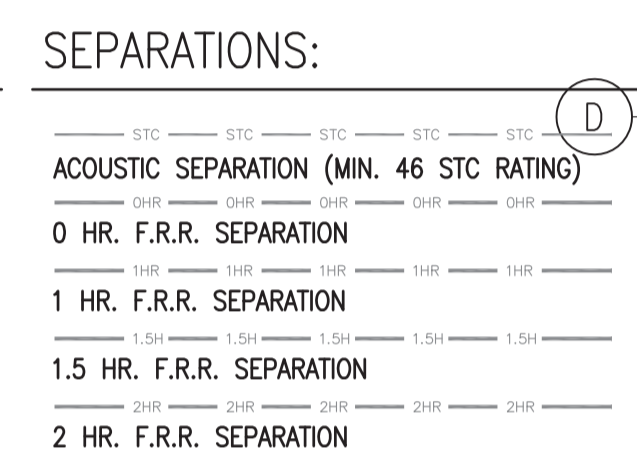 SEPARATIONS:
D
STC STC STC STC STC
ACOUSTIC SEPARATION (MIN. 46 STC RATING)
0HR 0HR 0HR 0HR 0HR
0 HR. F.R.R. SEPARATION
1HR 1HR 1HR 1HR 1HR
1 HR. F.R.R. SEPARATION
1.5H 1.5H 1.5H 1.5H 1.5H
1.5 HR. F.R.R. SEPARATION
2HR 2HR 2HR 2HR 2HR
2 HR. F.R.R. SEPARATION